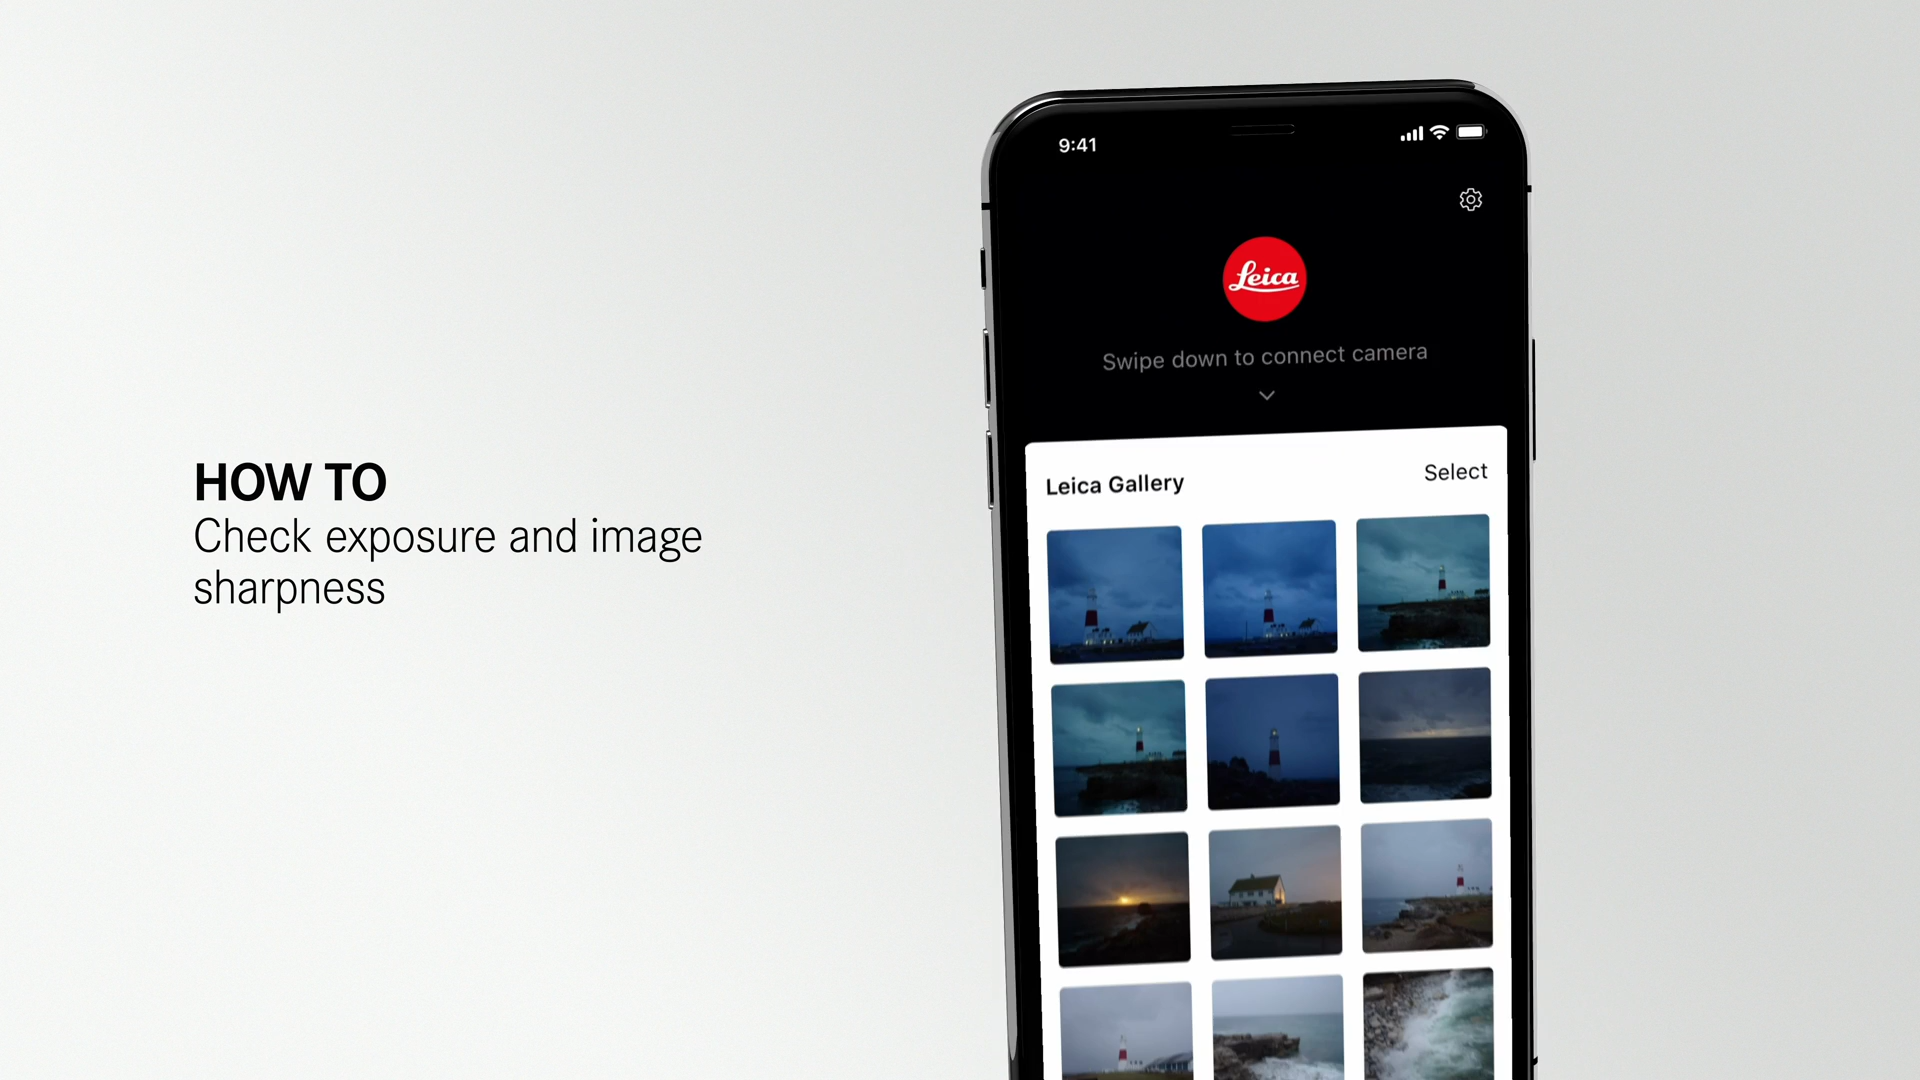 HOW TO
Check exposure and image
sharpness
9:41
Leica
Swipe down to connect camera
Leica Gallery
Select